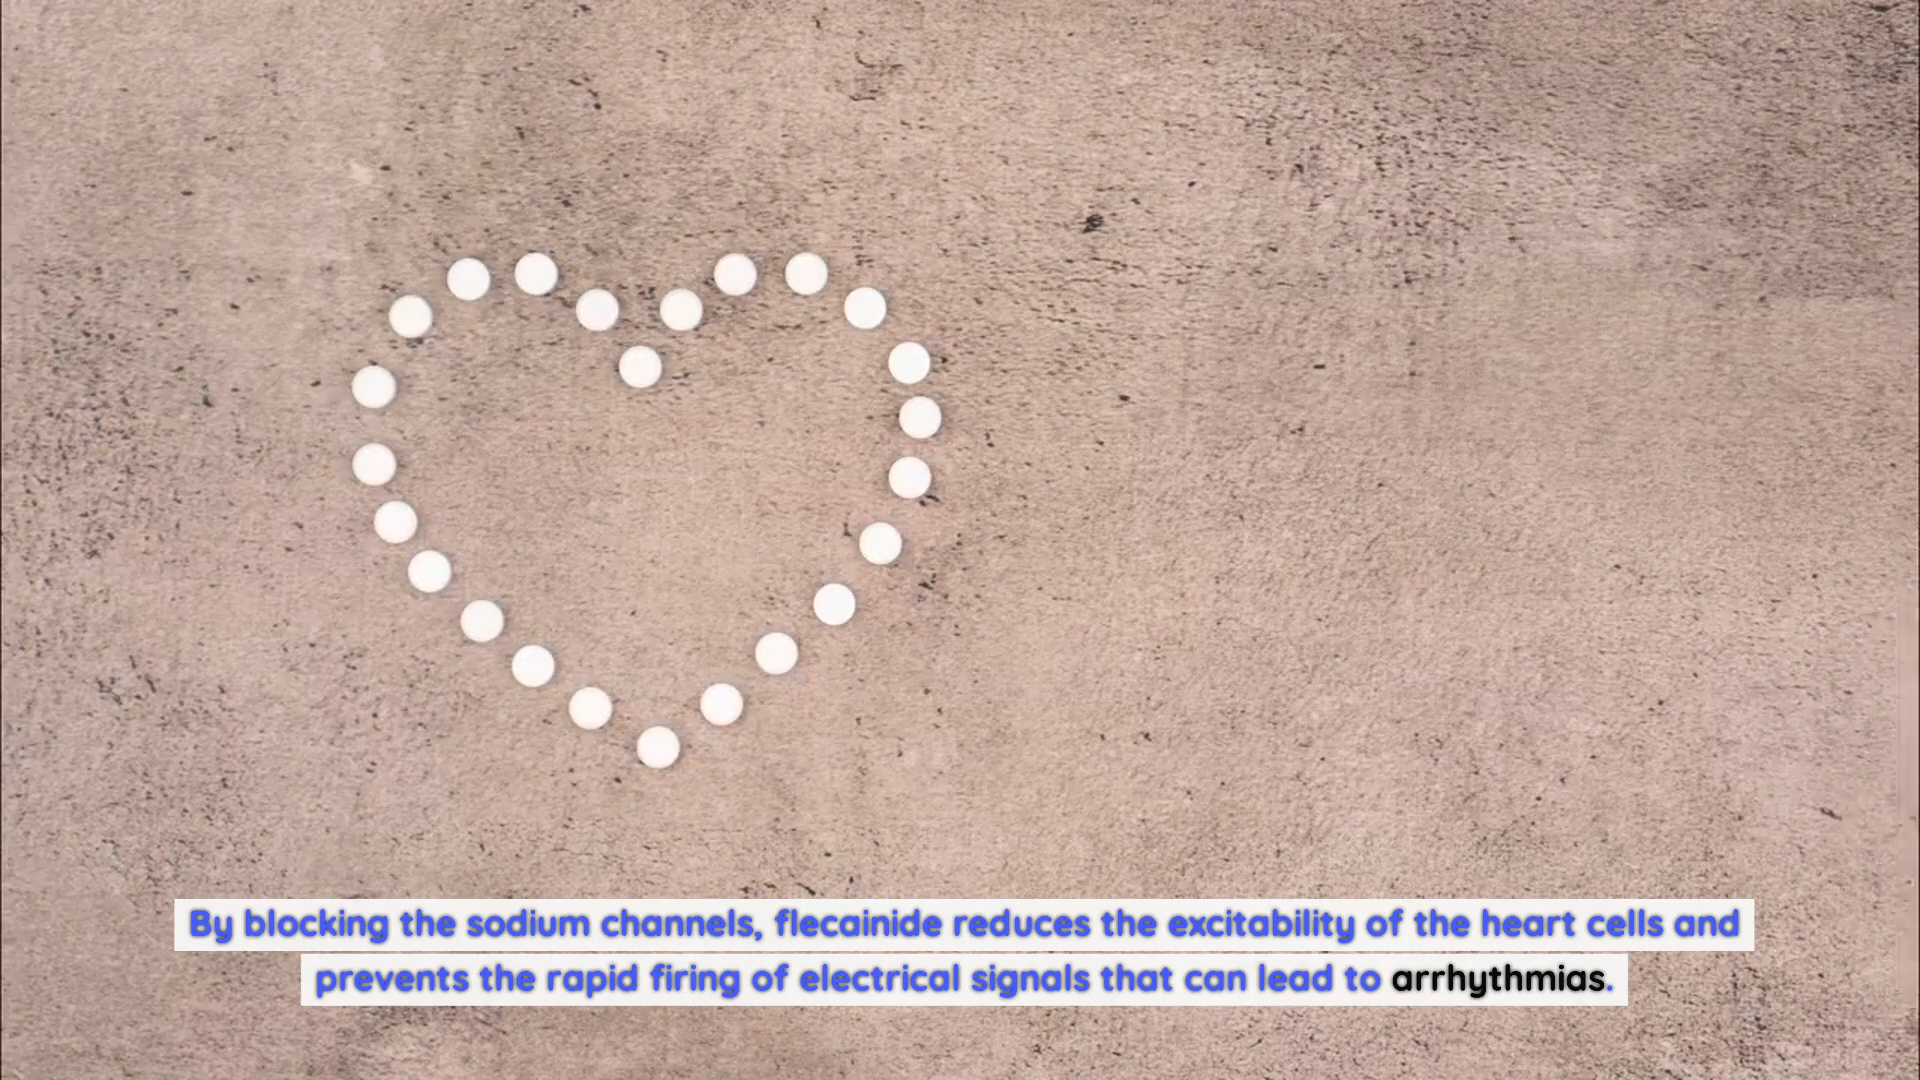 By blocking the sodium channels, flecainide reduces the excitability of the heart cells and
prevents the rapid firing of electrical signals that can lead to arrhythmias.